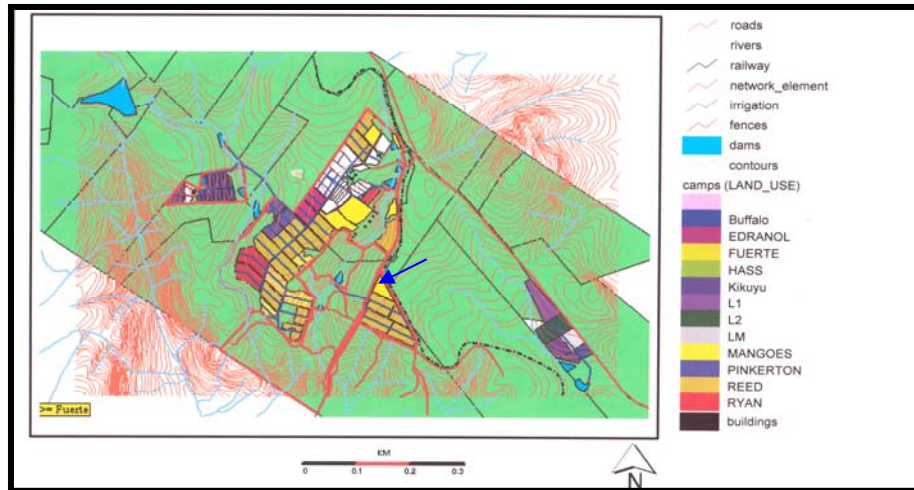 roads
rivers
railway
network_element
irrigation
fences
dams
contours
camps (LAND_USE)
Buffalo
EDRANOL
FUERTE
HASS
Kikuyu
L1
L2
LM
MANGOES
PINKERTON
REED
RYAN
buildings
>= Fuerte
KM
0 0.1 0.2 0.3
N